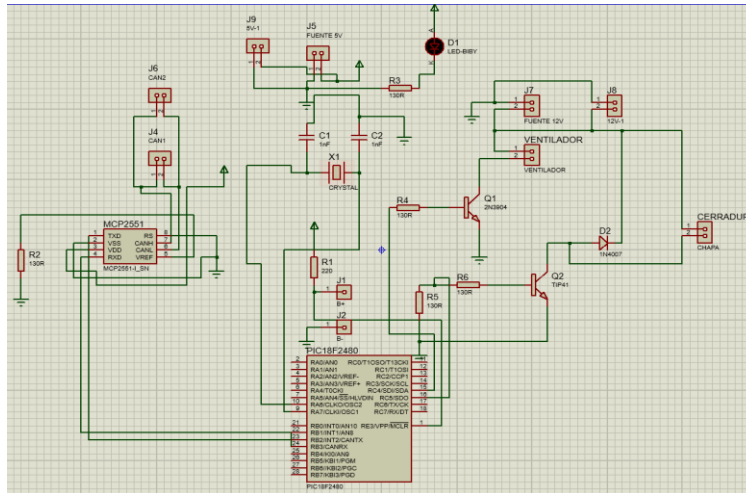 J9
5V-1
J5
FUENTE 5V
D1
LED-BIBY
R3
130R
J6
CAN2
J4
CAN1
C1
1nF
C2
1nF
X1
CRYSTAL
J7
FUENTE 12V
J8
12V-1
VENTILADOR
VENTILADOR
R4
130R
Q1
2N3904
CERRADUR
CHAPA
D2
1N4007
MCP2551
TXD
VSS
VDD
RXD
RS
CANH
CANL
VREF
MCP2551-I_SN
R2
130R
R1
220
J1
B+
J2
B-
R5
130R
R6
130R
Q2
TIP41
PIC18F2480
RA0/AN0
RA1/AN1
RA2/AN2/VREF-
RA3/AN3/VREF+
RA4/T0CKI
RA5/AN4/SS/HLVDIN
RA6/CLKO/OSC2
RA7/CLKI/OSC1
RB0/INT0/AN10
RB1/INT1/AN8
RB2/INT2/CANTX
RB3/CANRX
RB4/KI0/AN9
RB5/KBI1/PGM
RB6/KBI2/PGC
RB7/KBI3/PGD
RC0/T1OSO/T13CKI
RC1/T1OSI
RC2/CCP1
RC3/SCK/SCL
RC4/SDI/SDA
RC5/SDO
RC6/TX/CK
RC7/RX/DT
RE3/VPP/MCLR
PIC18F2480